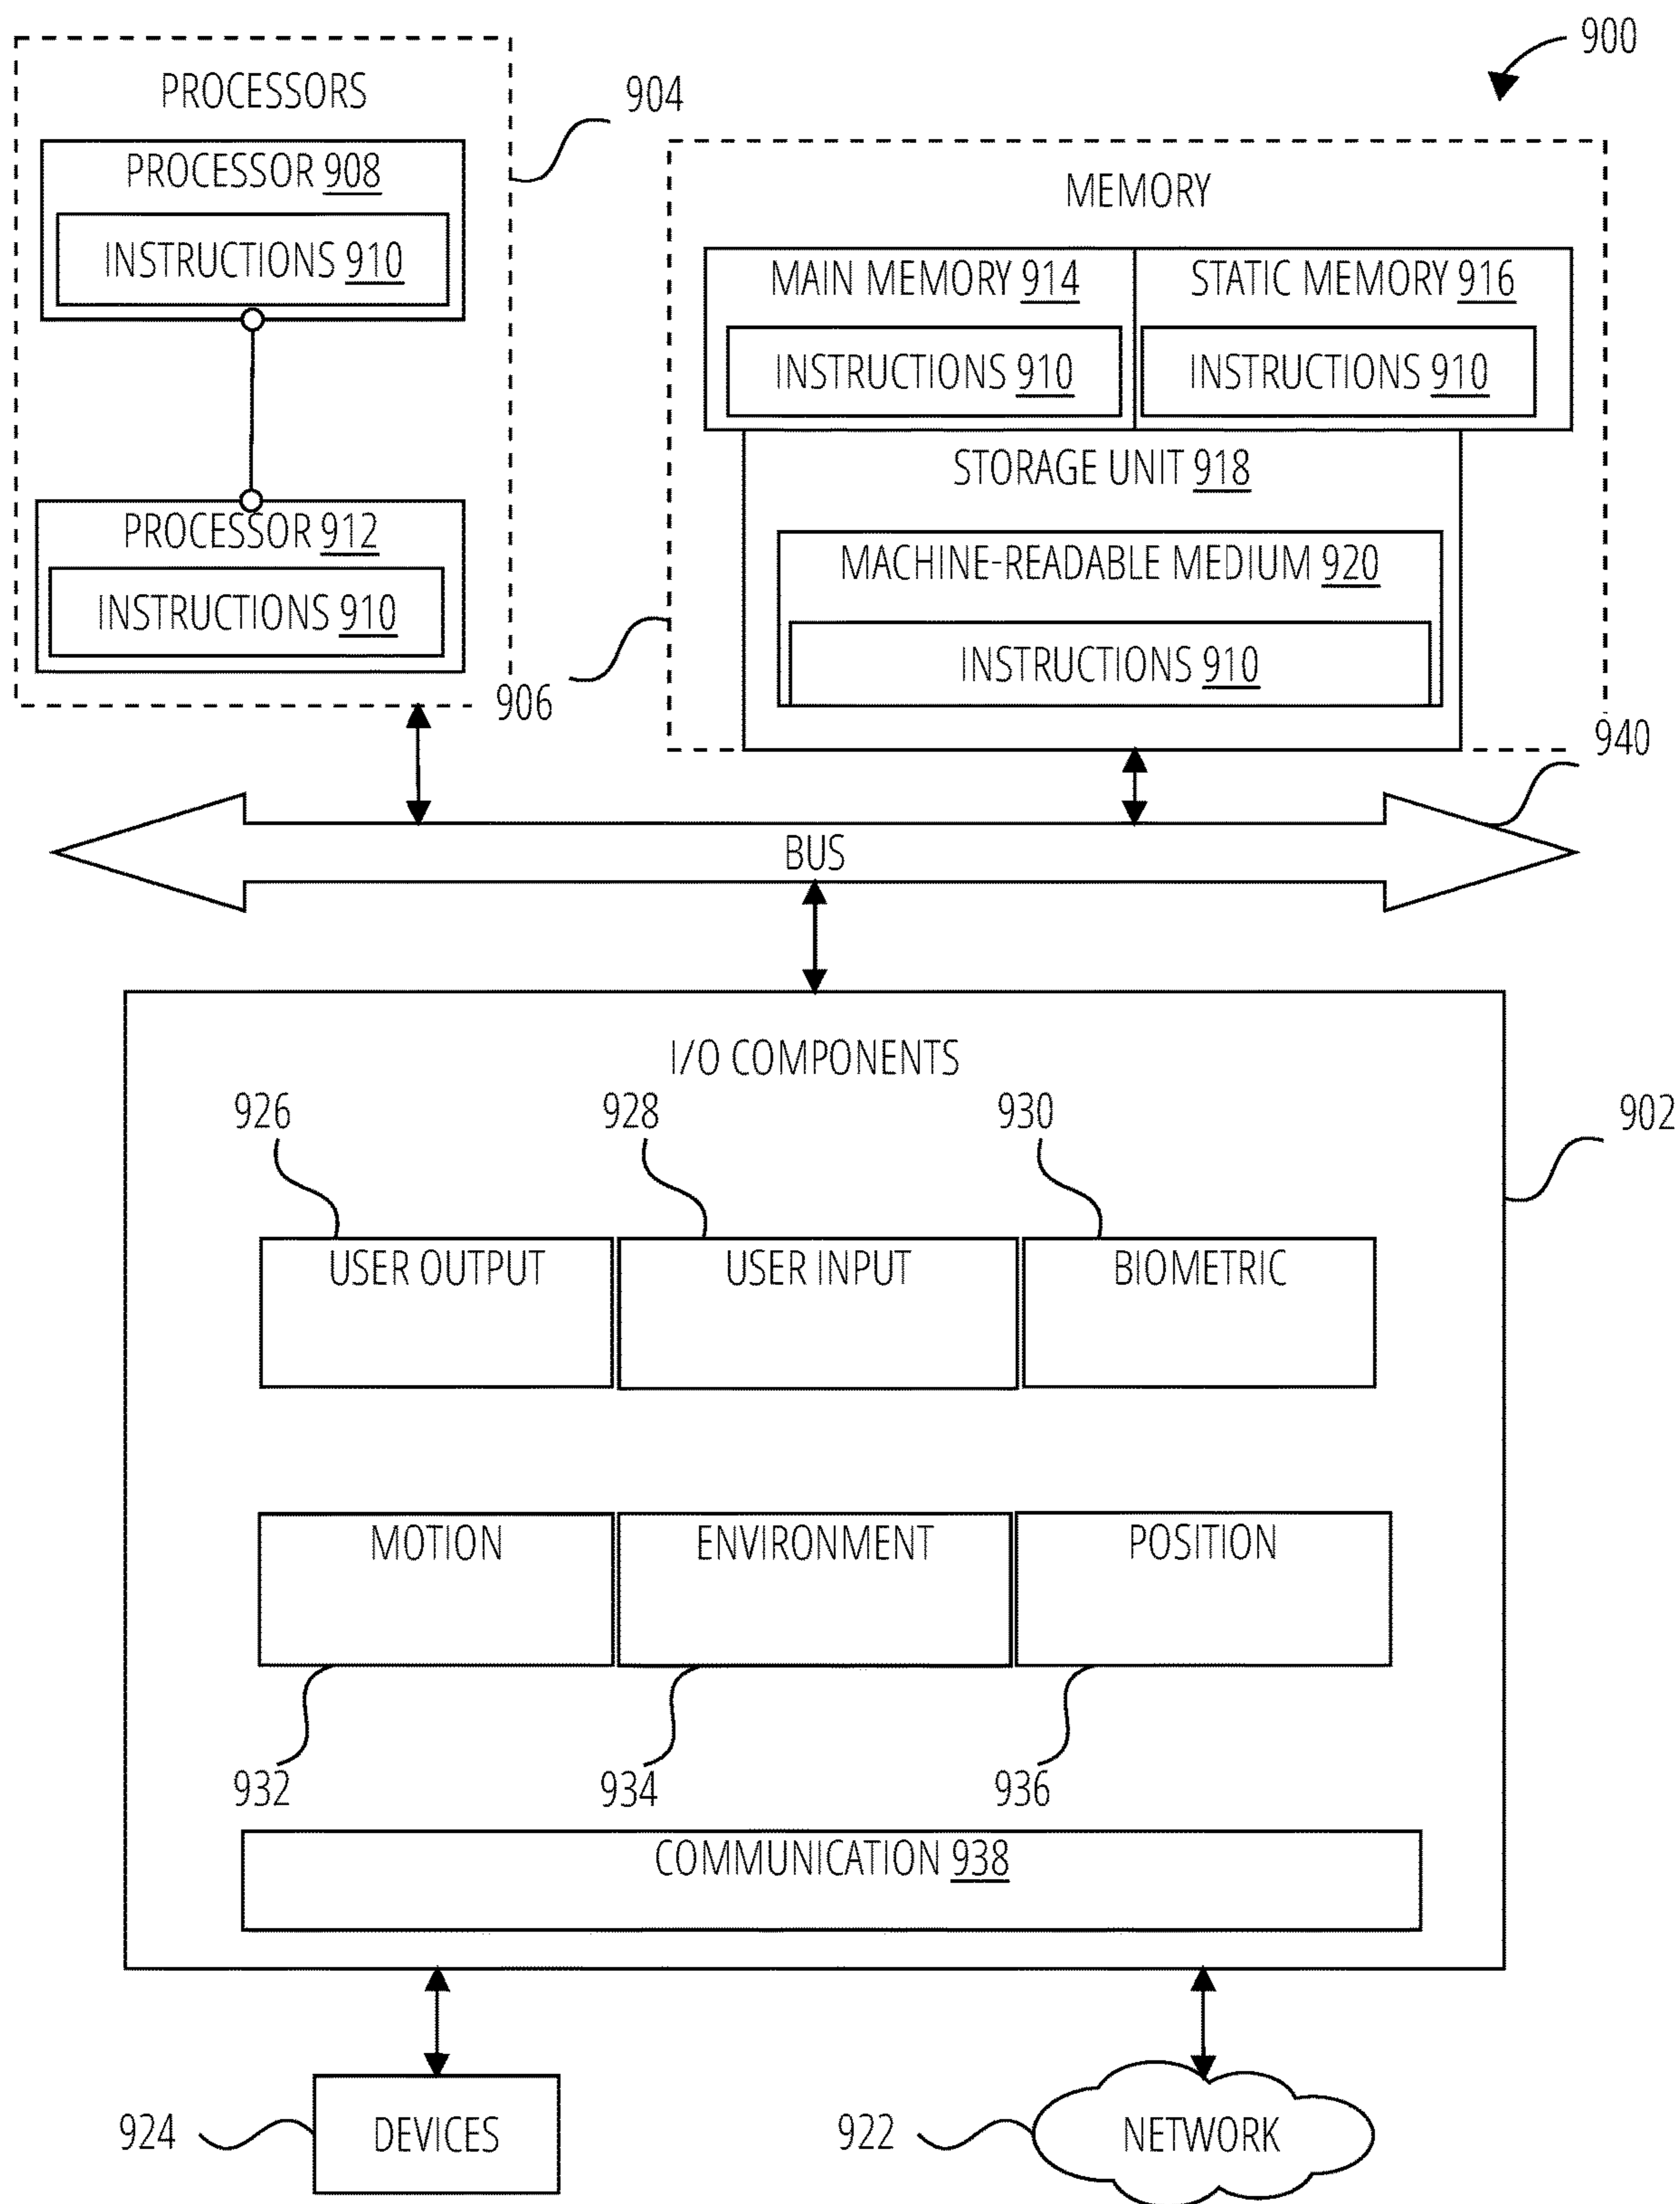 900
PROCESSORS
904
PROCESSOR 908
INSTRUCTIONS 910
PROCESSOR 912
INSTRUCTIONS 910
MEMORY
MAIN MEMORY 914
STATIC MEMORY 916
INSTRUCTIONS 910
INSTRUCTIONS 910
STORAGE UNIT 918
MACHINE-READABLE MEDIUM 920
INSTRUCTIONS 910
906
940
BUS
I/O COMPONENTS
926
928
930
902
USER OUTPUT
USER INPUT
BIOMETRIC
MOTION
ENVIRONMENT
POSITION
932
934
936
COMMUNICATION 938
924
DEVICES
922
NETWORK